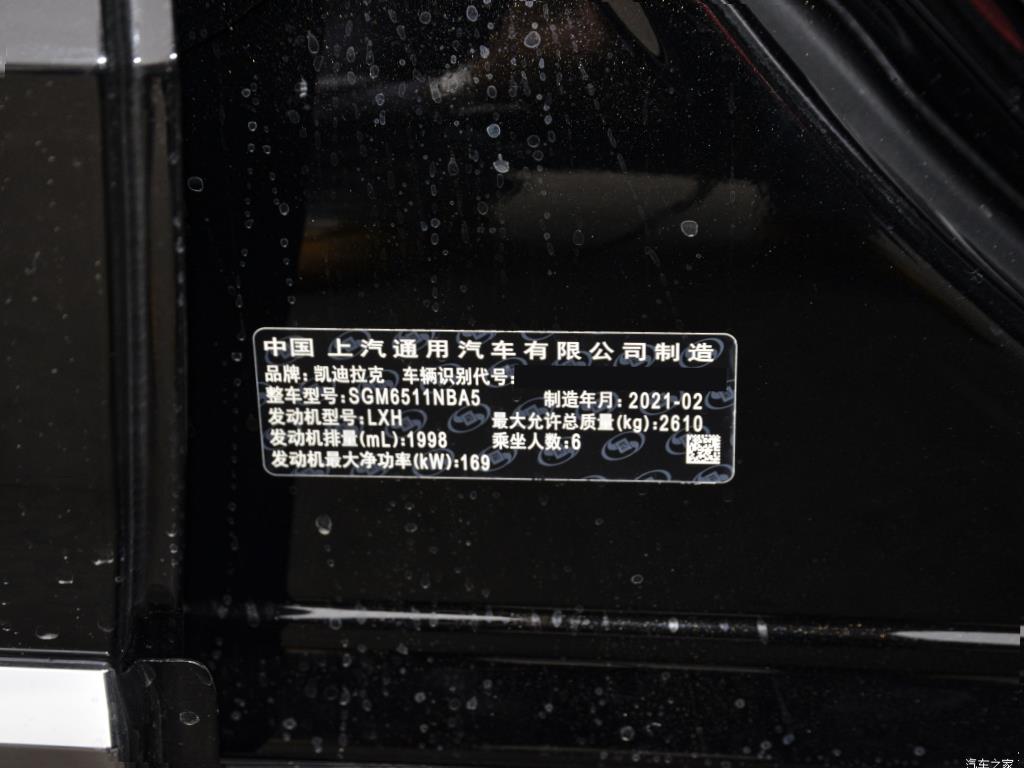 中国 上汽通用汽车有限公司制造
品牌:凯迪拉克 车辆识别代号:
整车型号:SGM6511NBA5 制造年月:2021-02
发动机型号:LXH 最大允许总质量(kg):2610
发动机排量(mL):1998 乘坐人数:6
发动机最大净功率(kW):169
汽车之家